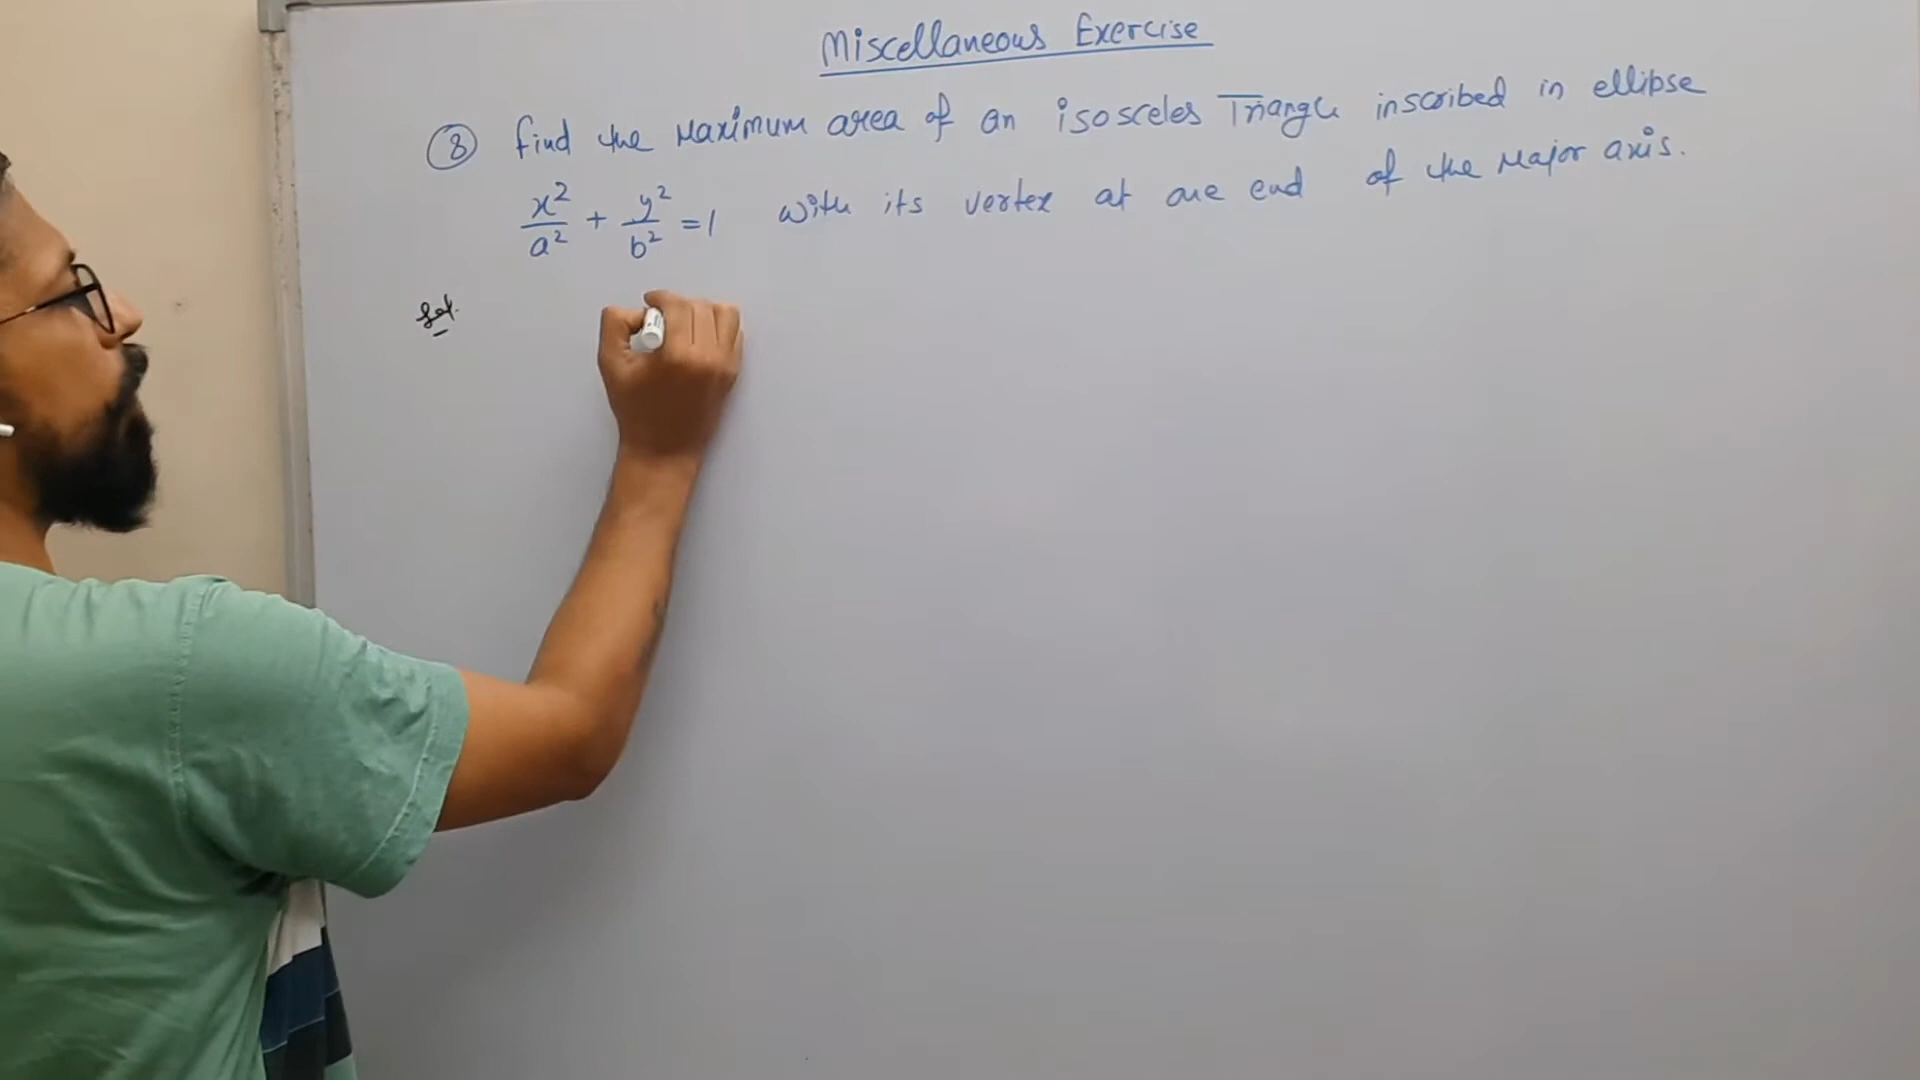 Miscellaneous Exercise
⑧ find the Maximum area of an isosceles Triangle inscribed in ellipse
x²/a² + y²/b² = 1 with its vertex at one end of the Major axis.
Sol.